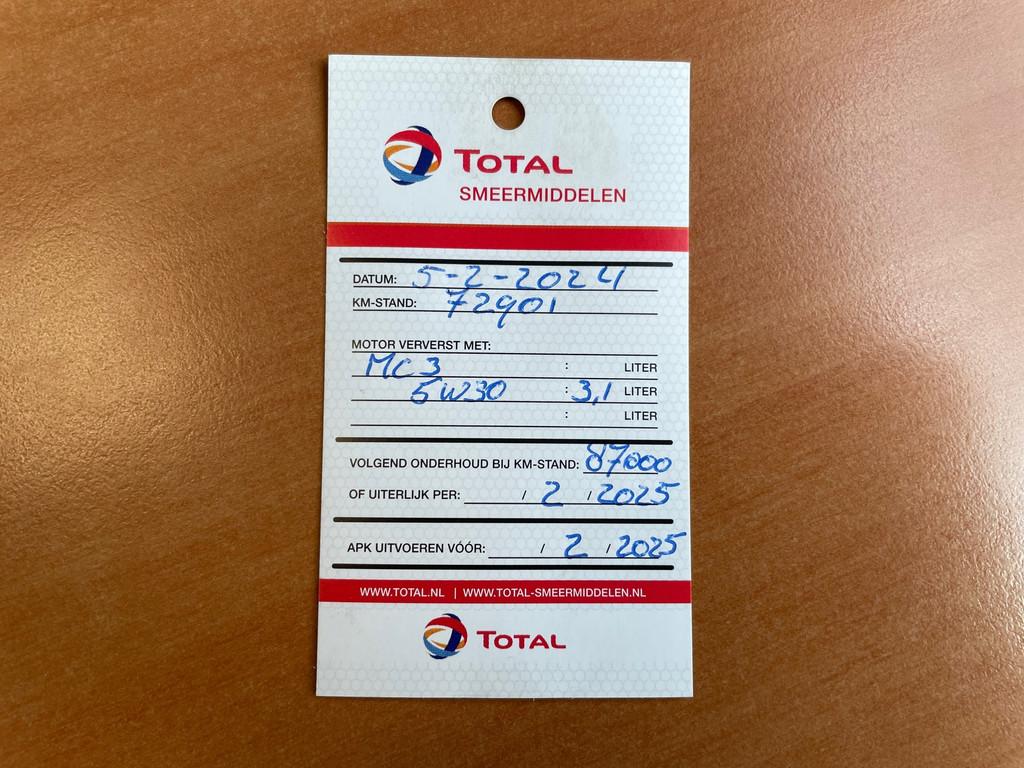 TOTAL
SMEERMIDDELEN
DATUM: 5-2-2024
KM-STAND: 72901
MOTOR VERVERST MET:
MC3 : LITER
5W30 : 3,1 LITER
: LITER
VOLGEND ONDERHOUD BIJ KM-STAND: 87000
OF UITERLIJK PER: / 2 / 2025
APK UITVOEREN VÓÓR: / 2 / 2025
WWW.TOTAL.NL | WWW.TOTAL-SMEERMIDDELEN.NL
TOTAL